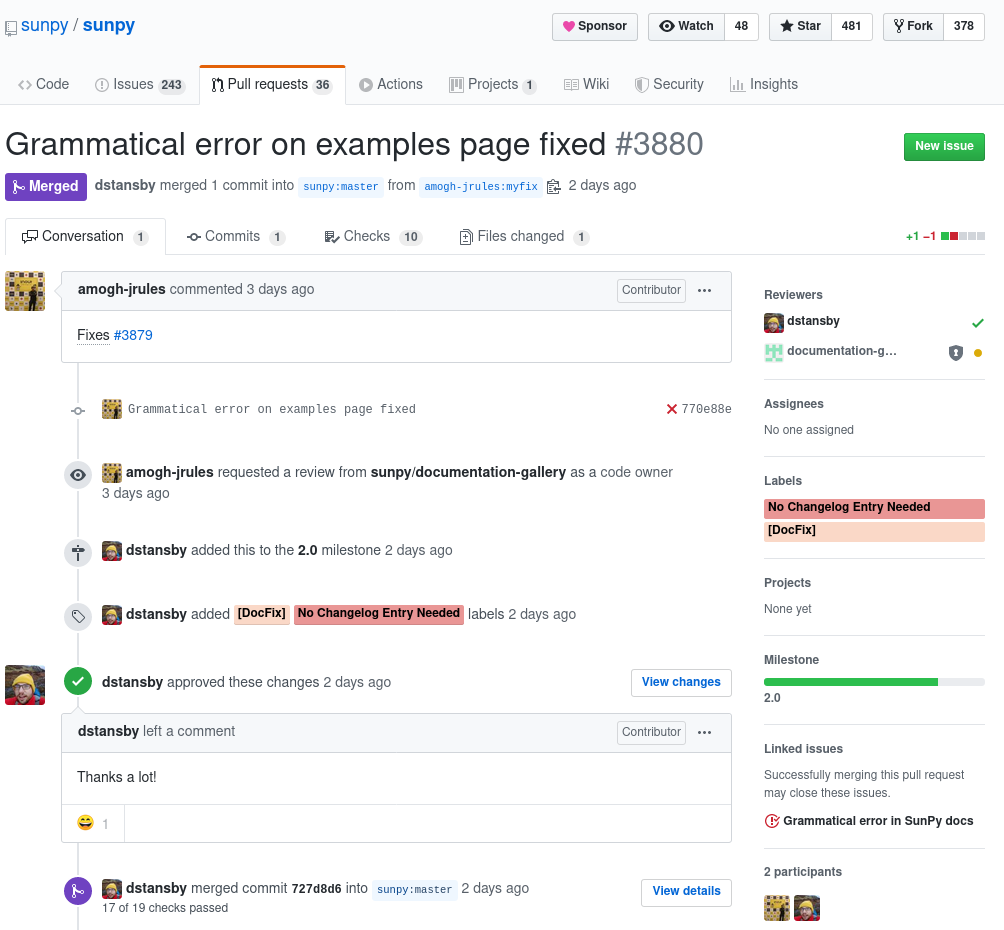 sunpy / sunpy
Sponsor Watch 48 Star 481 Fork 378
Code Issues 243 Pull requests 36 Actions Projects 1 Wiki Security Insights
Grammatical error on examples page fixed #3880
New issue
Merged dstansby merged 1 commit into sunpy:master from amogh-jrules:myfix 2 days ago
Conversation 1 Commits 1 Checks 10 Files changed 1 +1 −1
amogh-jrules commented 3 days ago Contributor ...
Fixes #3879
Grammatical error on examples page fixed 770e88e
amogh-jrules requested a review from sunpy/documentation-gallery as a code owner
3 days ago
dstansby added this to the 2.0 milestone 2 days ago
dstansby added [DocFix] No Changelog Entry Needed labels 2 days ago
dstansby approved these changes 2 days ago View changes
dstansby left a comment Contributor ...
Thanks a lot!
😄 1
dstansby merged commit 727d8d6 into sunpy:master 2 days ago View details
17 of 19 checks passed
Reviewers
dstansby
documentation-g...
Assignees
No one assigned
Labels
No Changelog Entry Needed
[DocFix]
Projects
None yet
Milestone
2.0
Linked issues
Successfully merging this pull request
may close these issues.
Grammatical error in SunPy docs
2 participants